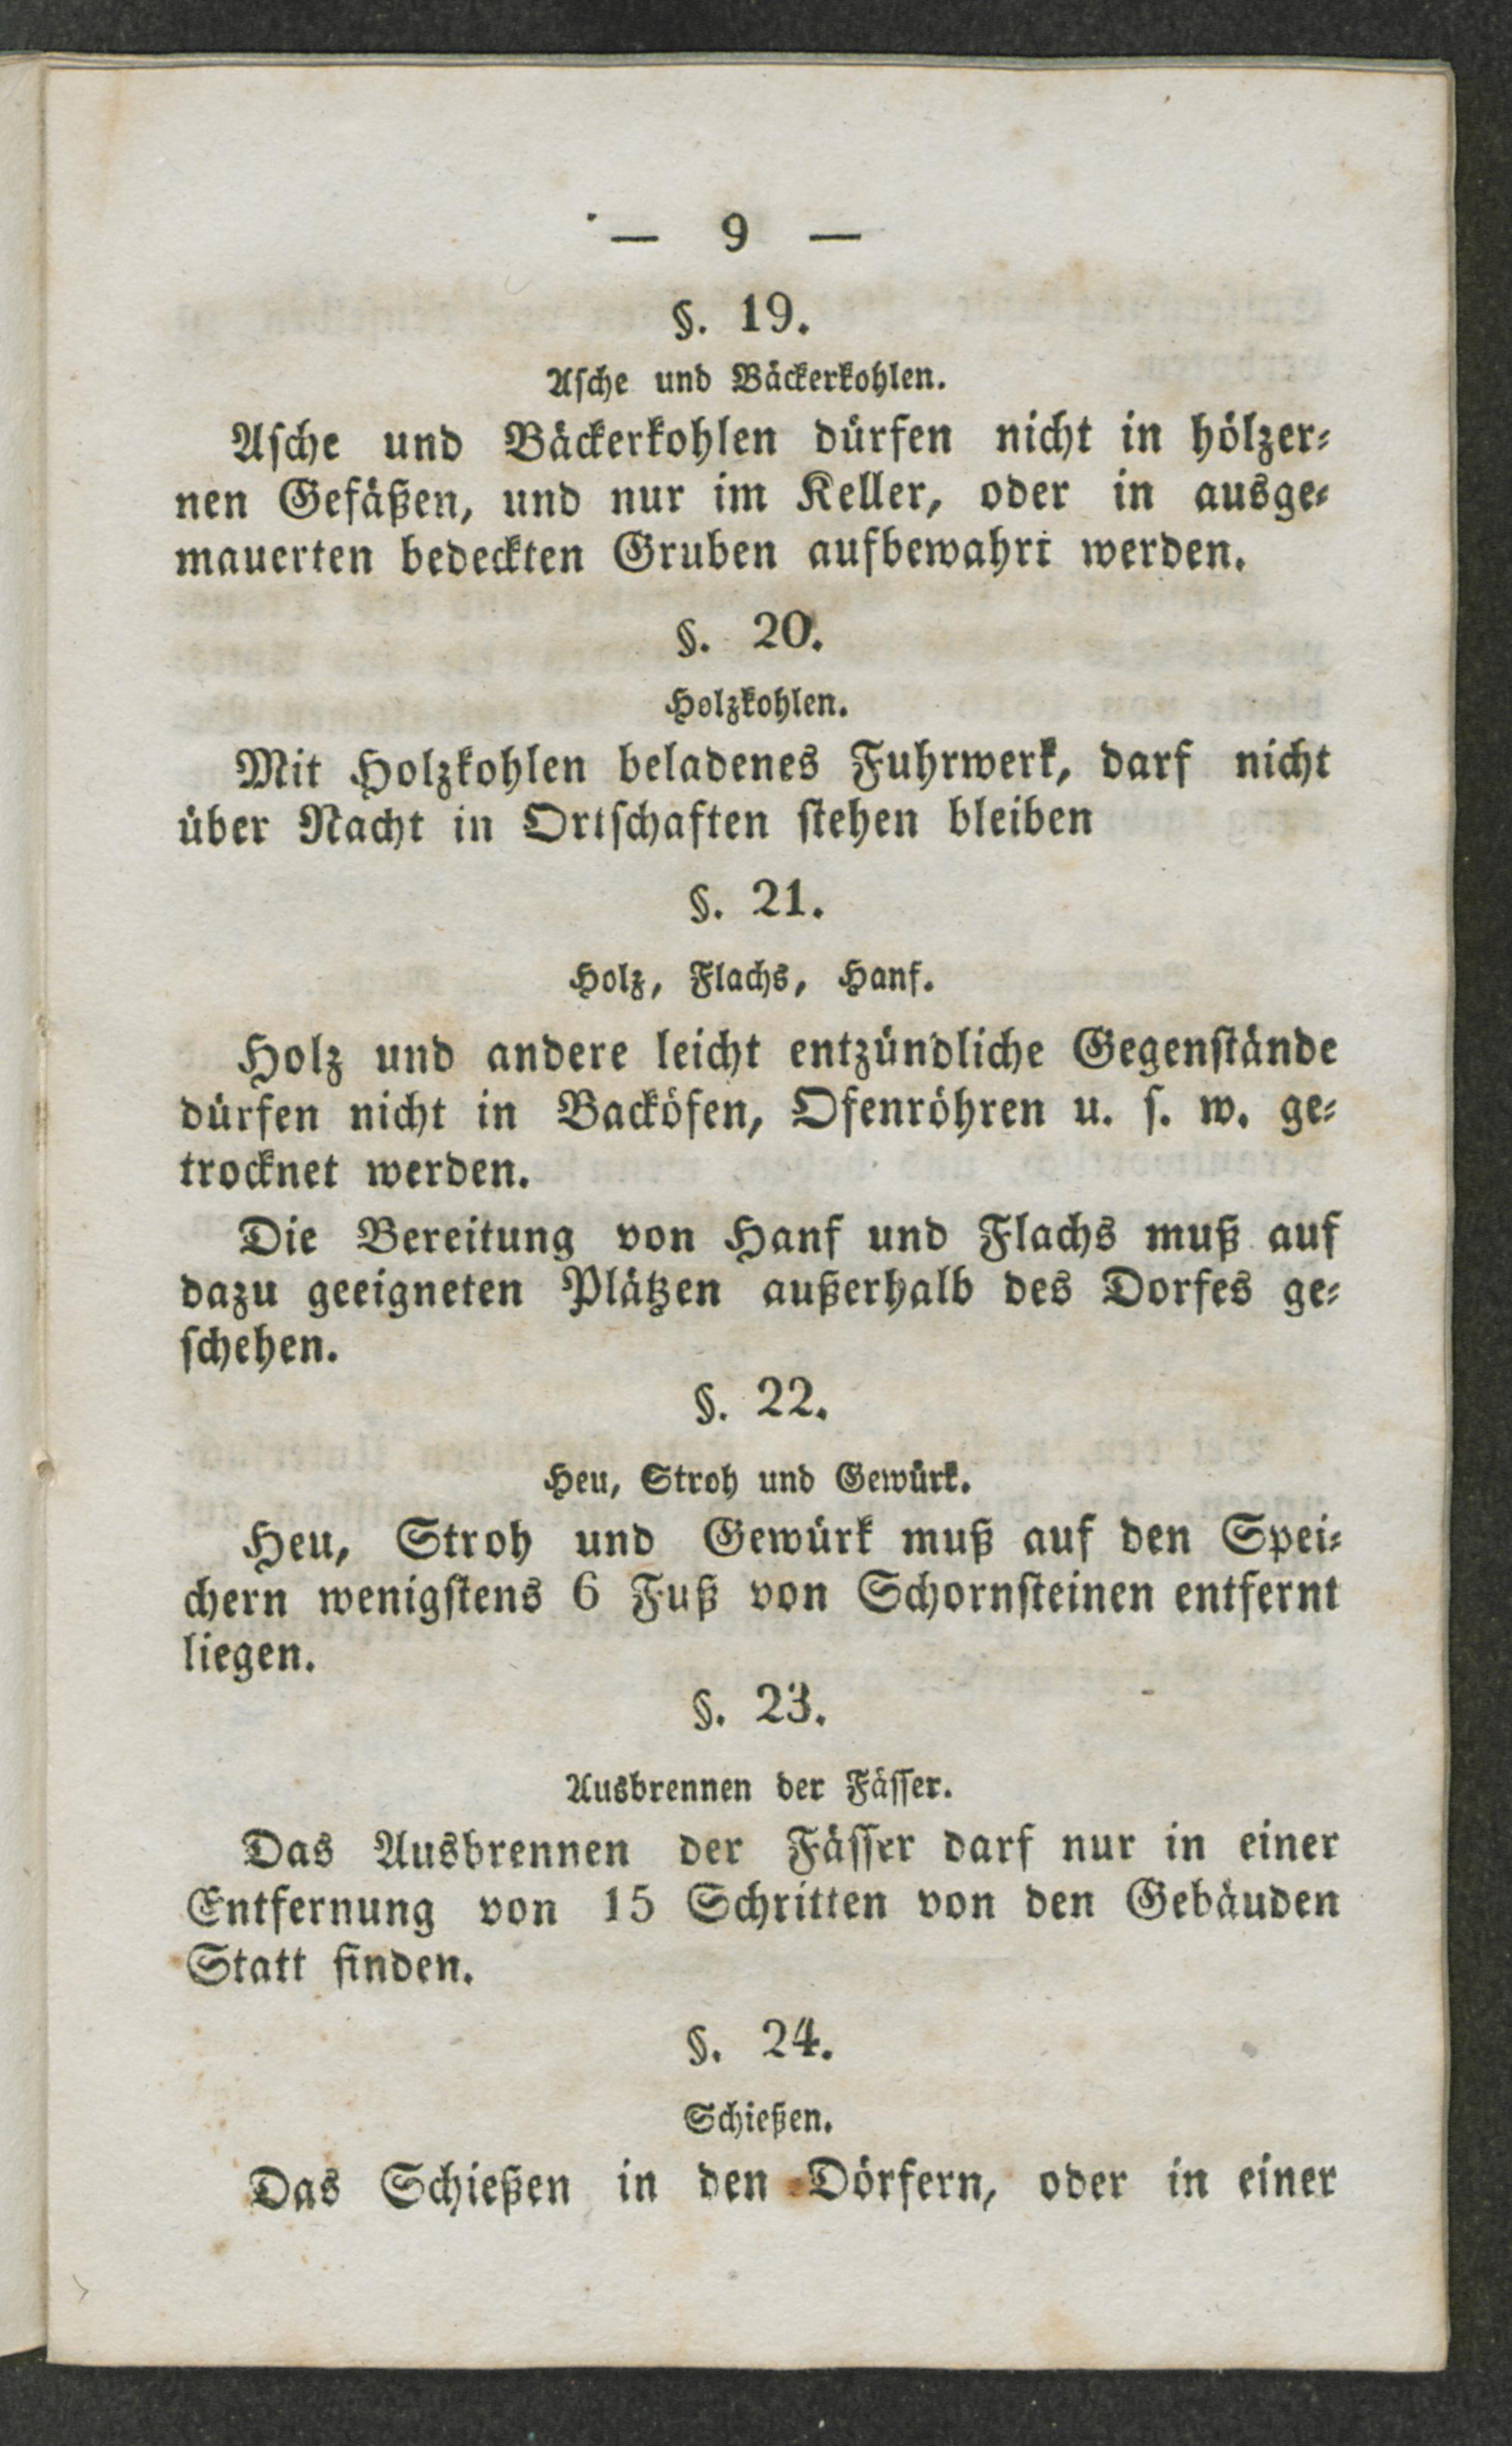 — 9 —
§. 19.
Asche und Bäckerkohlen.
Asche und Bäckerkohlen dürfen nicht in hölzer-
nen Gefäßen, und nur im Keller, oder in ausge-
mauerten bedeckten Gruben aufbewahrt werden.
§. 20.
Holzkohlen.
Mit Holzkohlen beladenes Fuhrwerk, darf nicht
über Nacht in Ortschaften stehen bleiben
§. 21.
Holz, Flachs, Hanf.
Holz und andere leicht entzündliche Gegenstände
dürfen nicht in Backöfen, Ofenröhren u. s. w. ge-
trocknet werden.
Die Bereitung von Hanf und Flachs muß auf
dazu geeigneten Plätzen außerhalb des Dorfes ge-
schehen.
§. 22.
Heu, Stroh und Gewürk.
Heu, Stroh und Gewürk muß auf den Spei-
chern wenigstens 6 Fuß von Schornsteinen entfernt
liegen.
§. 23.
Ausbrennen der Fässer.
Das Ausbrennen der Fässer darf nur in einer
Entfernung von 15 Schritten von den Gebäuden
Statt finden.
§. 24.
Schießen.
Das Schießen in den Dörfern, oder in einer